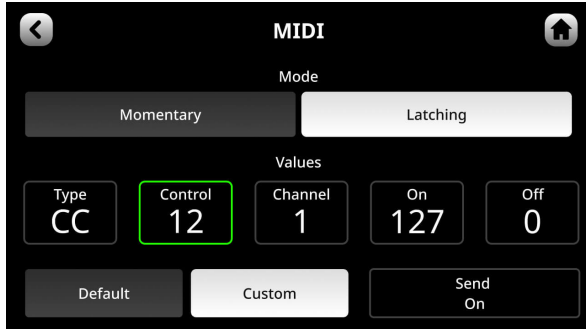 MIDI
Mode
Momentary
Latching
Values
Type
CC
Control
12
Channel
1
On
127
Off
0
Default
Custom
Send
On